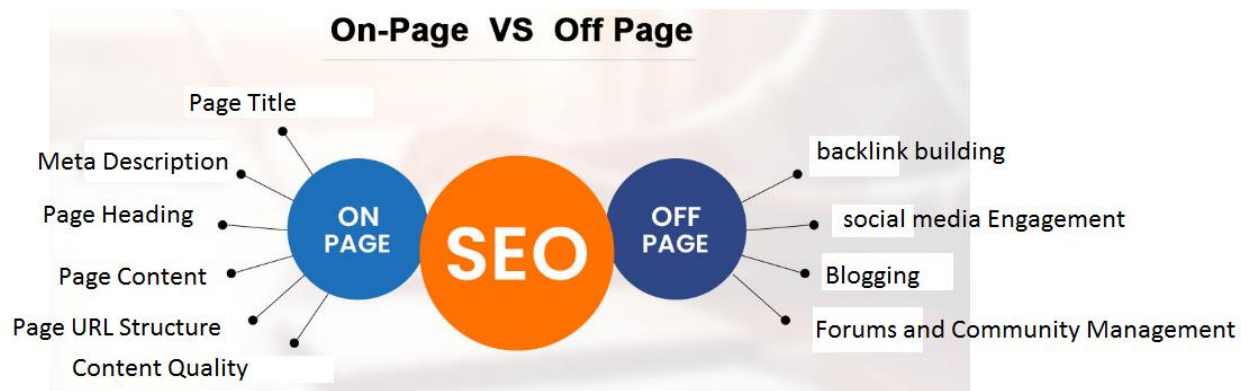 On-Page VS Off Page
Page Title
Meta Description
Page Heading
Page Content
Page URL Structure
Content Quality
ON
PAGE
SEO
OFF
PAGE
backlink building
social media Engagement
Blogging
Forums and Community Management